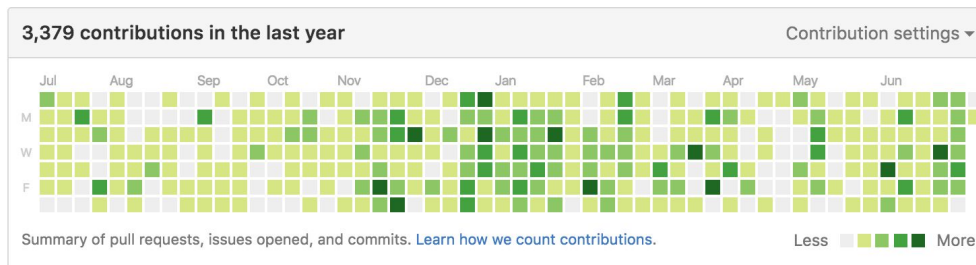 3,379 contributions in the last year
Contribution settings
Jul Aug Sep Oct Nov Dec Jan Feb Mar Apr May Jun
M
W
F
Summary of pull requests, issues opened, and commits. Learn how we count contributions.
Less More